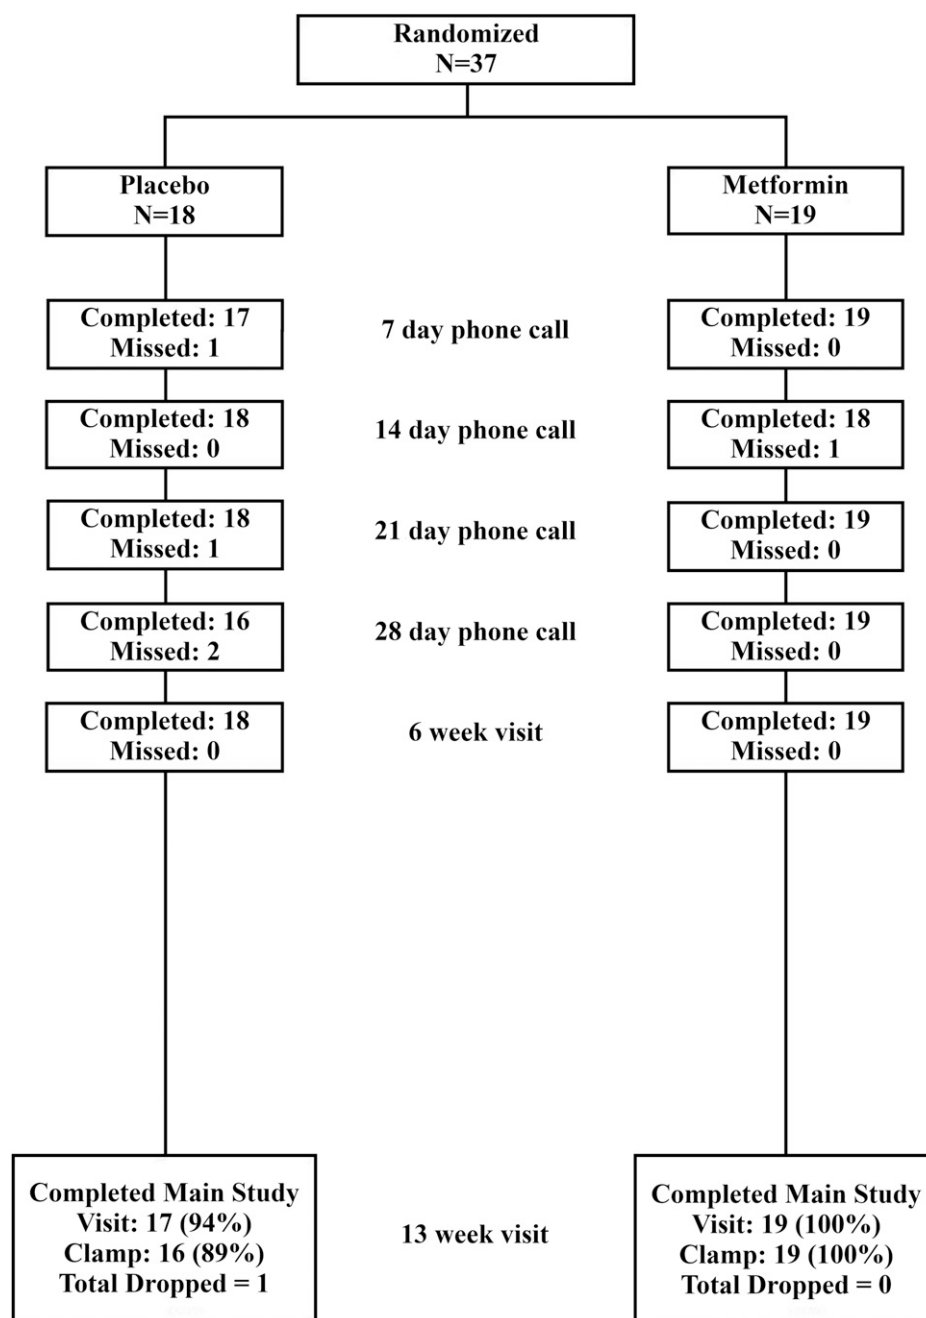 Randomized
N=37
Placebo
N=18
Metformin
N=19
Completed: 17
Missed: 1
7 day phone call
Completed: 19
Missed: 0
Completed: 18
Missed: 0
14 day phone call
Completed: 18
Missed: 1
Completed: 18
Missed: 1
21 day phone call
Completed: 19
Missed: 0
Completed: 16
Missed: 2
28 day phone call
Completed: 19
Missed: 0
Completed: 18
Missed: 0
6 week visit
Completed: 19
Missed: 0
Completed Main Study
Visit: 17 (94%)
Clamp: 16 (89%)
Total Dropped = 1
13 week visit
Completed Main Study
Visit: 19 (100%)
Clamp: 19 (100%)
Total Dropped = 0